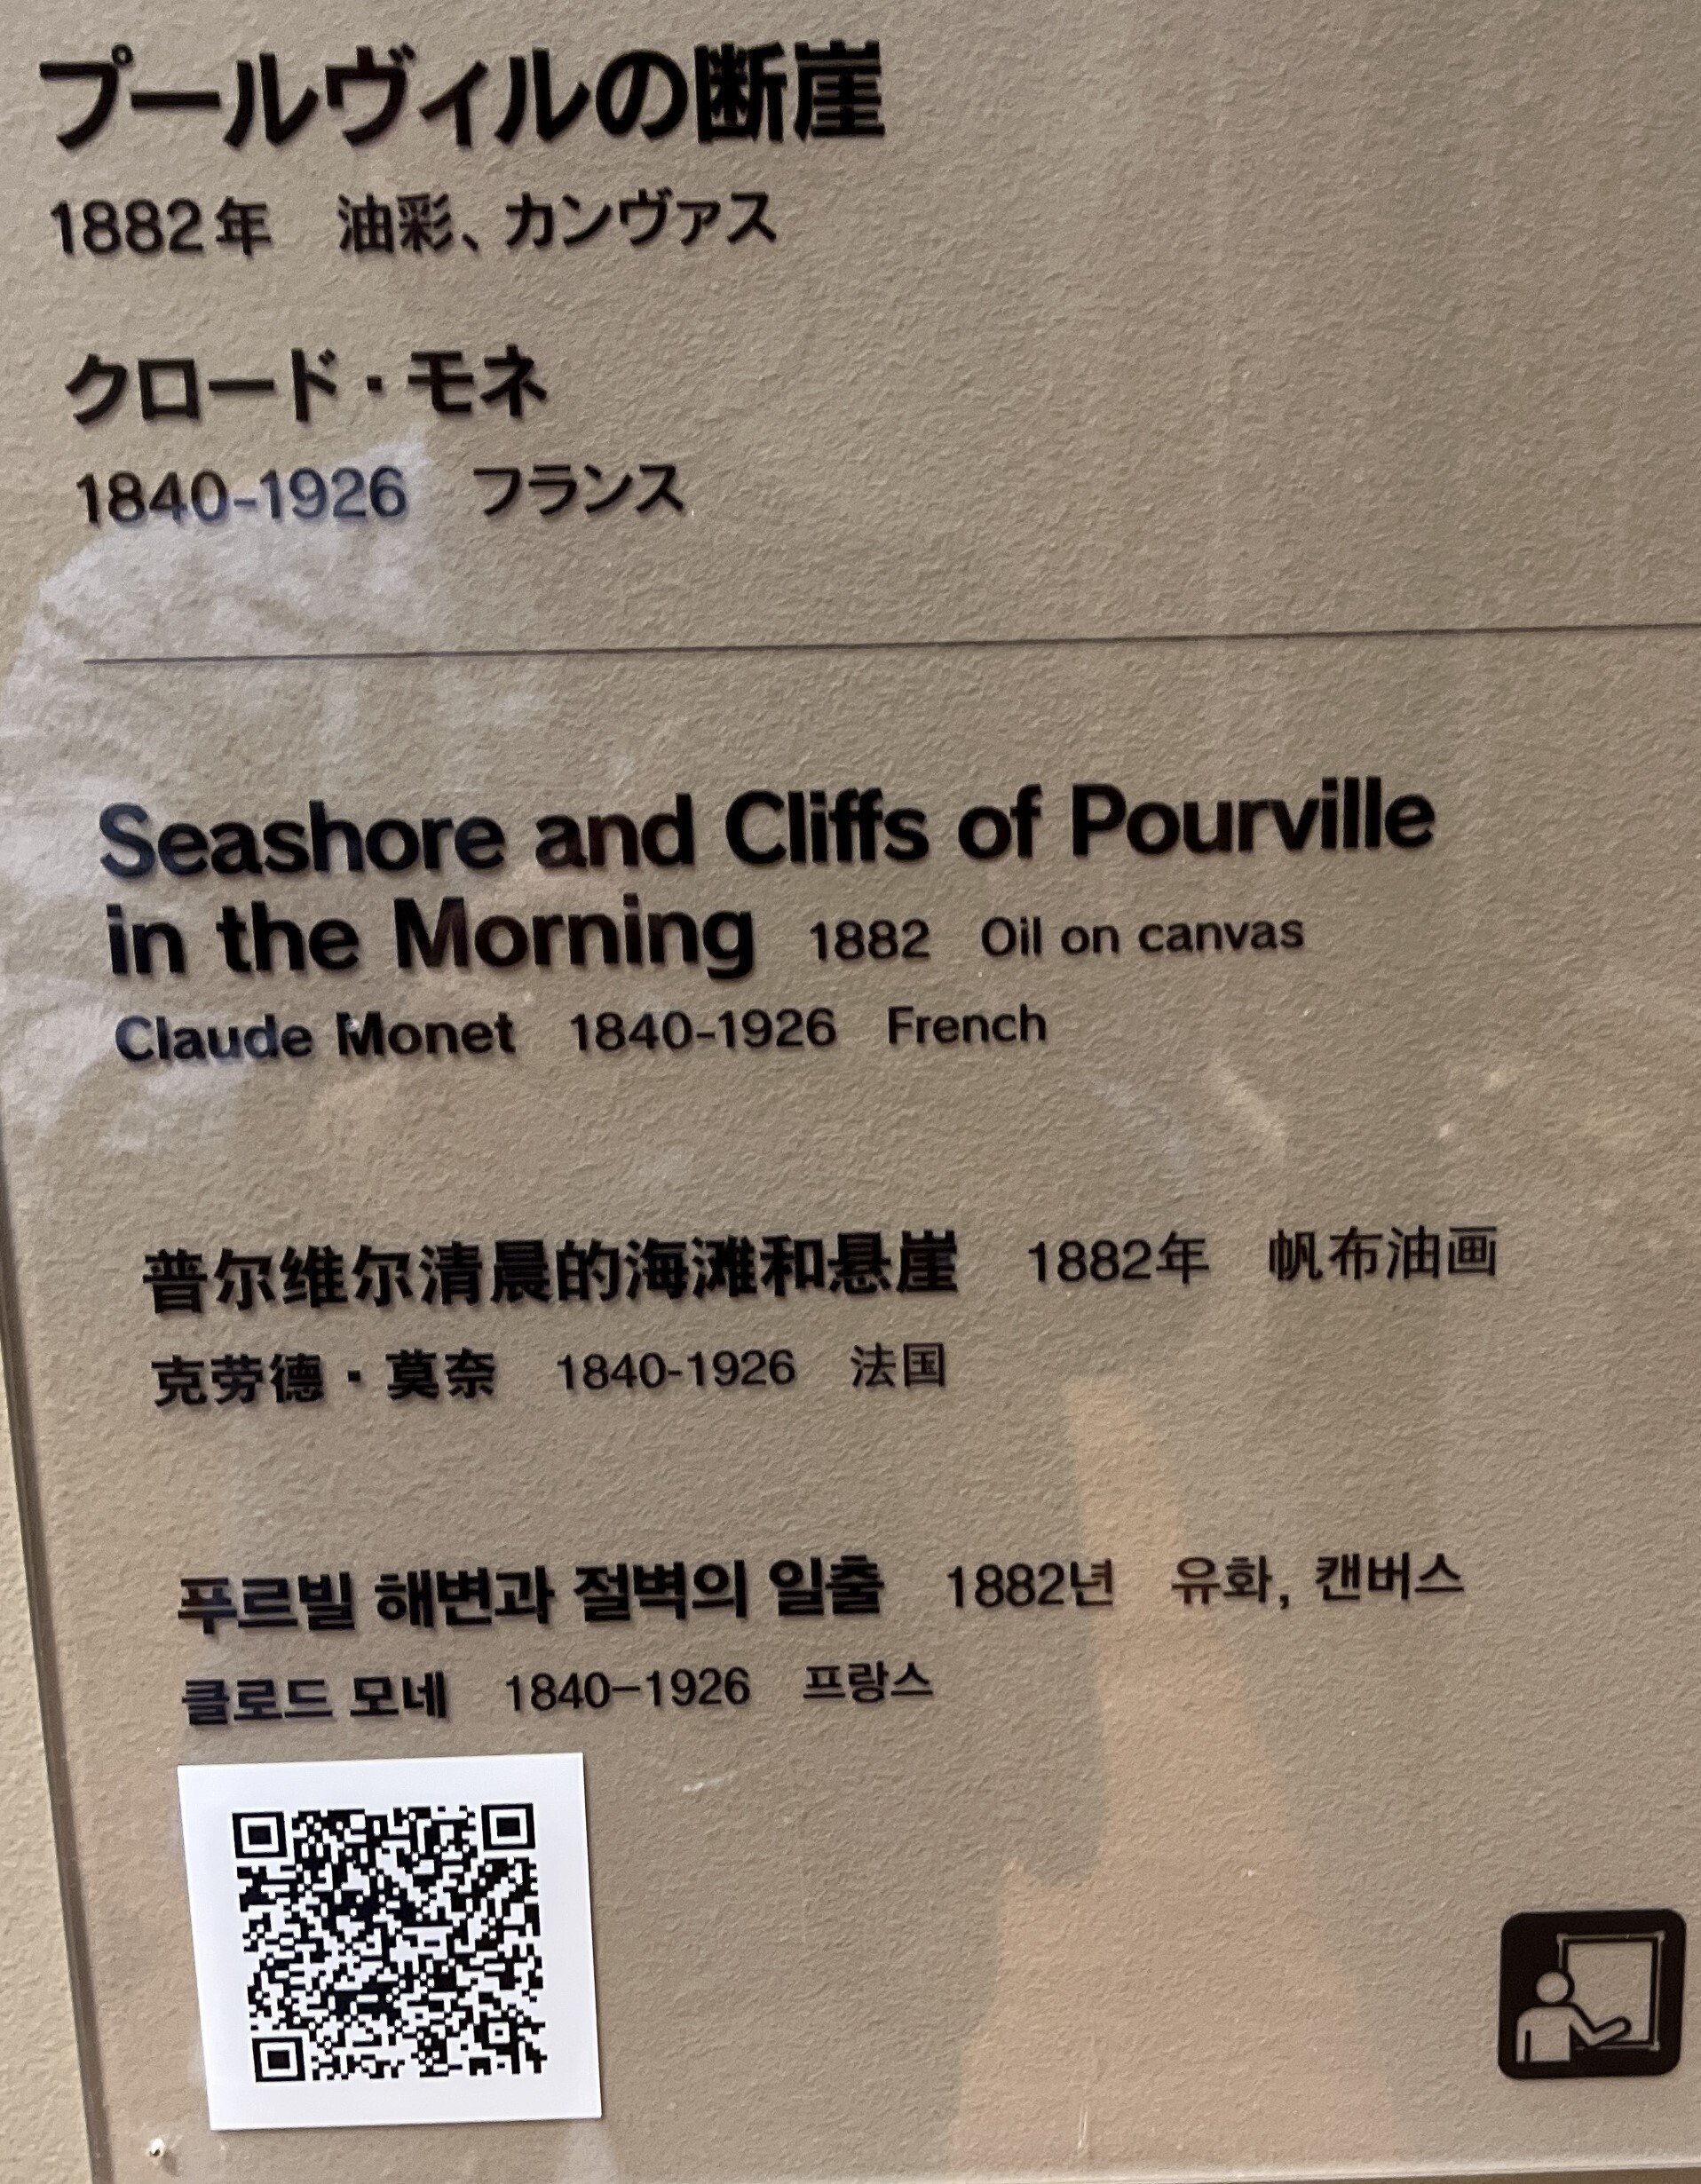 プールヴィルの断崖
1882年　油彩、カンヴァス
クロード・モネ
1840-1926　フランス
Seashore and Cliffs of Pourville
in the Morning 1882 Oil on canvas
Claude Monet 1840-1926 French
普尔维尔清晨的海滩和悬崖　1882年　帆布油画
克劳德・莫奈　1840-1926　法国
푸르빌 해변과 절벽의 일출 1882년 유화, 캔버스
클로드 모네 1840-1926 프랑스